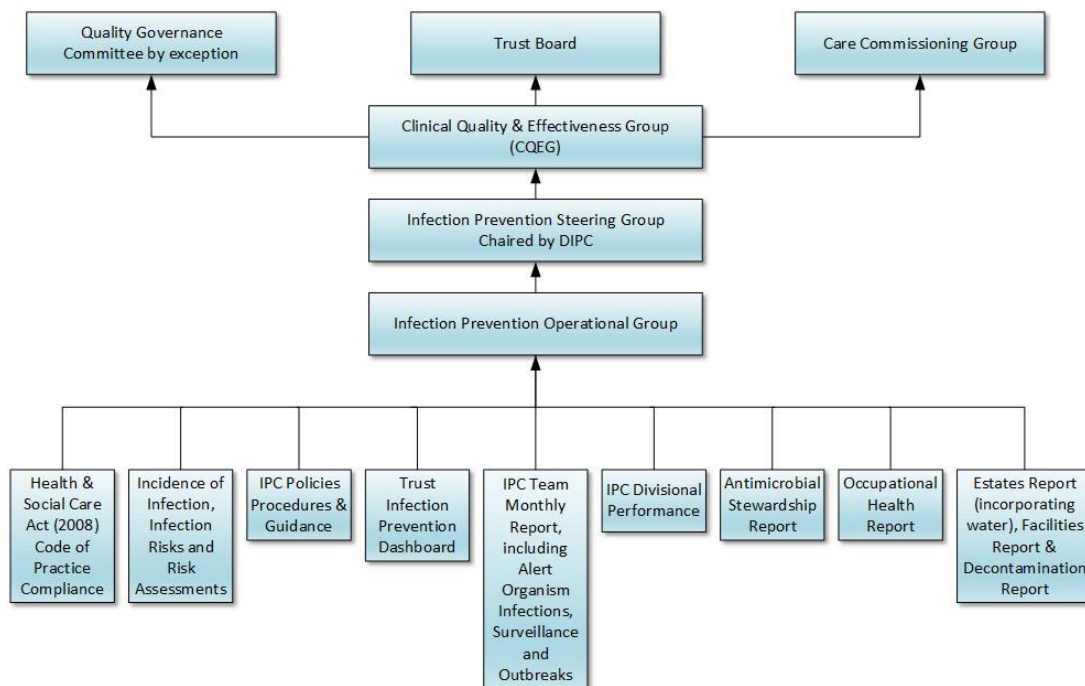 Quality Governance
Committee by exception
Trust Board
Care Commissioning Group
Clinical Quality & Effectiveness Group
(CQEG)
Infection Prevention Steering Group
Chaired by DIPC
Infection Prevention Operational Group
Health &
Social Care
Act (2008)
Code of
Practice
Compliance
Incidence of
Infection,
Infection
Risks and
Risk
Assessments
IPC Policies
Procedures &
Guidance
Trust
Infection
Prevention
Dashboard
IPC Team
Monthly
Report,
including
Alert
Organism
Infections,
Surveillance
and
Outbreaks
IPC Divisional
Performance
Antimicrobial
Stewardship
Report
Occupational
Health
Report
Estates Report
(incorporating
water), Facilities
Report &
Decontamination
Report